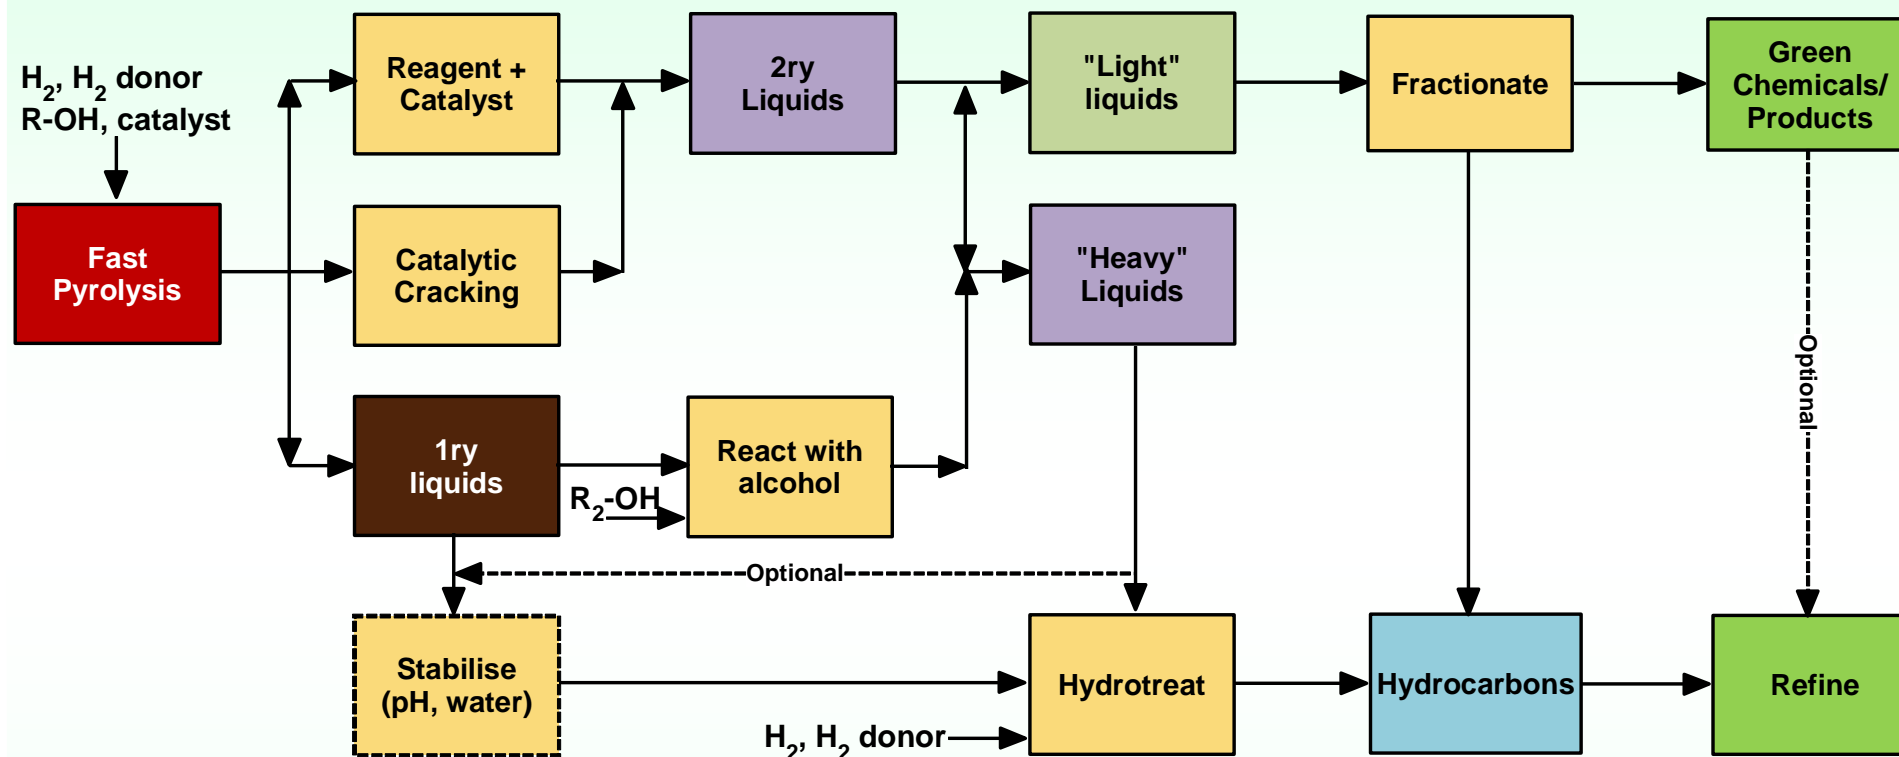 H2, H2 donor
R-OH, catalyst
Reagent +
Catalyst
2ry
Liquids
"Light"
liquids
Fractionate
Green
Chemicals/
Products
Fast
Pyrolysis
Catalytic
Cracking
"Heavy"
Liquids
Optional
1ry
liquids
R2-OH
React with
alcohol
Optional
Stabilise
(pH, water)
H2, H2 donor
Hydrotreat
Hydrocarbons
Refine